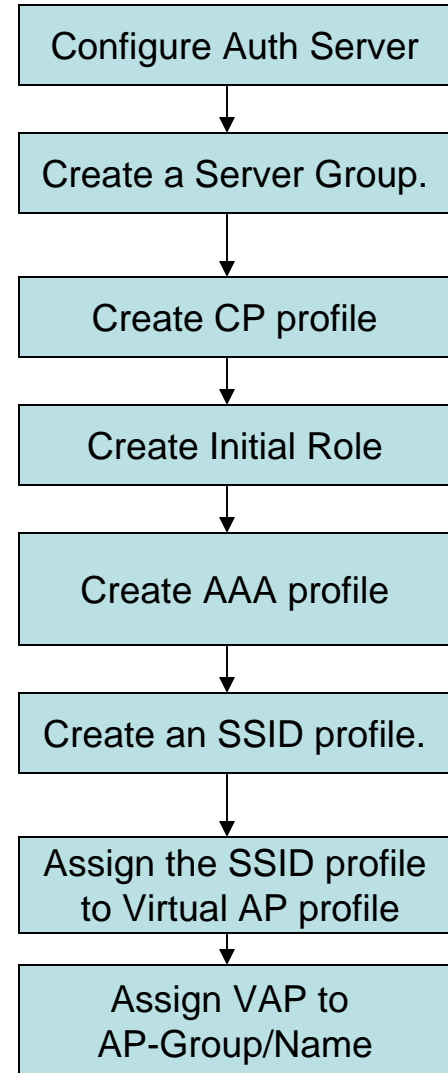 Configure Auth Server
Create a Server Group.
Create CP profile
Create Initial Role
Create AAA profile
Create an SSID profile.
Assign the SSID profile
to Virtual AP profile
Assign VAP to
AP-Group/Name